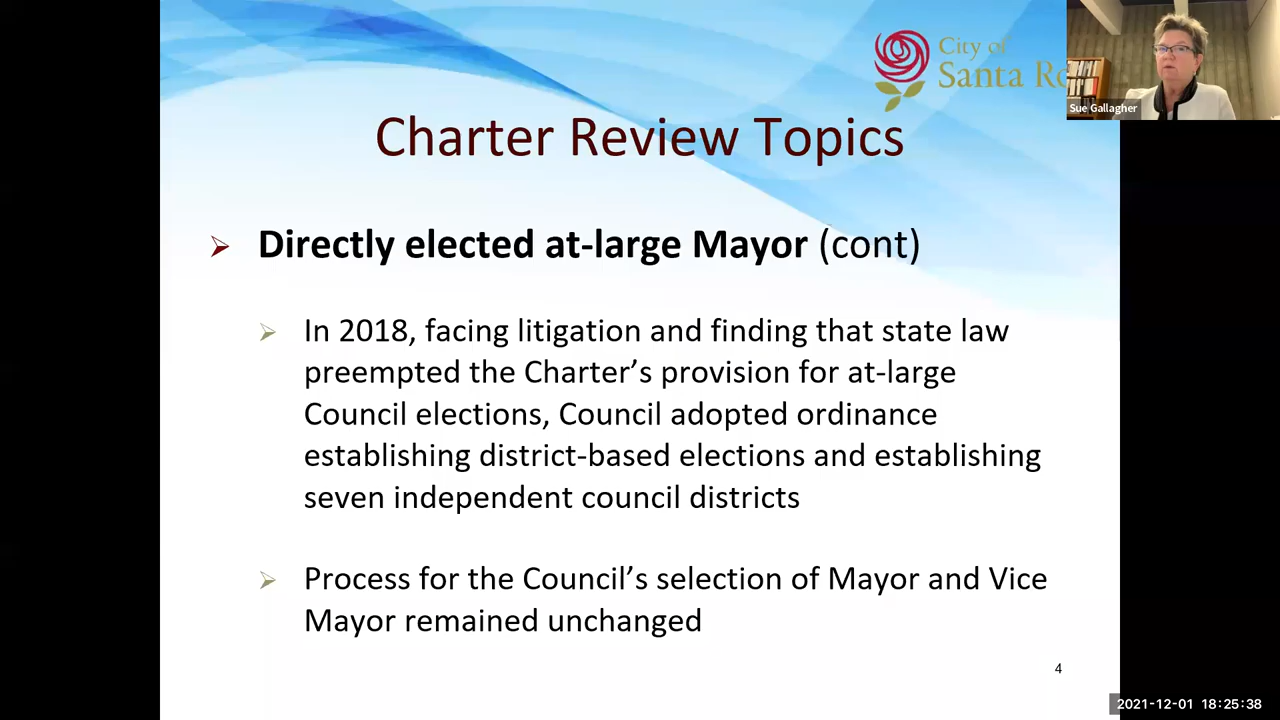 City of
Santa Ro
Sue Gallagher
Charter Review Topics
Directly elected at-large Mayor (cont)
In 2018, facing litigation and finding that state law
preempted the Charter’s provision for at-large
Council elections, Council adopted ordinance
establishing district-based elections and establishing
seven independent council districts
Process for the Council’s selection of Mayor and Vice
Mayor remained unchanged
4
2021-12-01 18:25:38